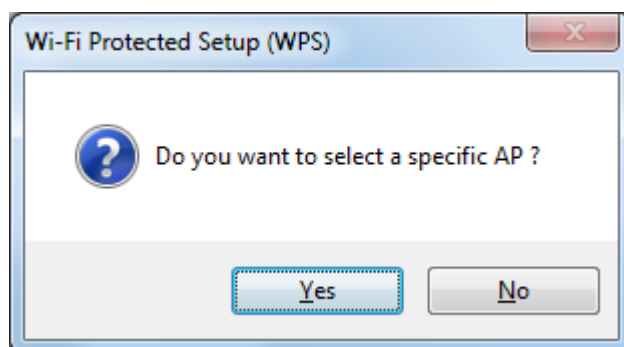 Wi-Fi Protected Setup (WPS)
Do you want to select a specific AP ?
Yes
No